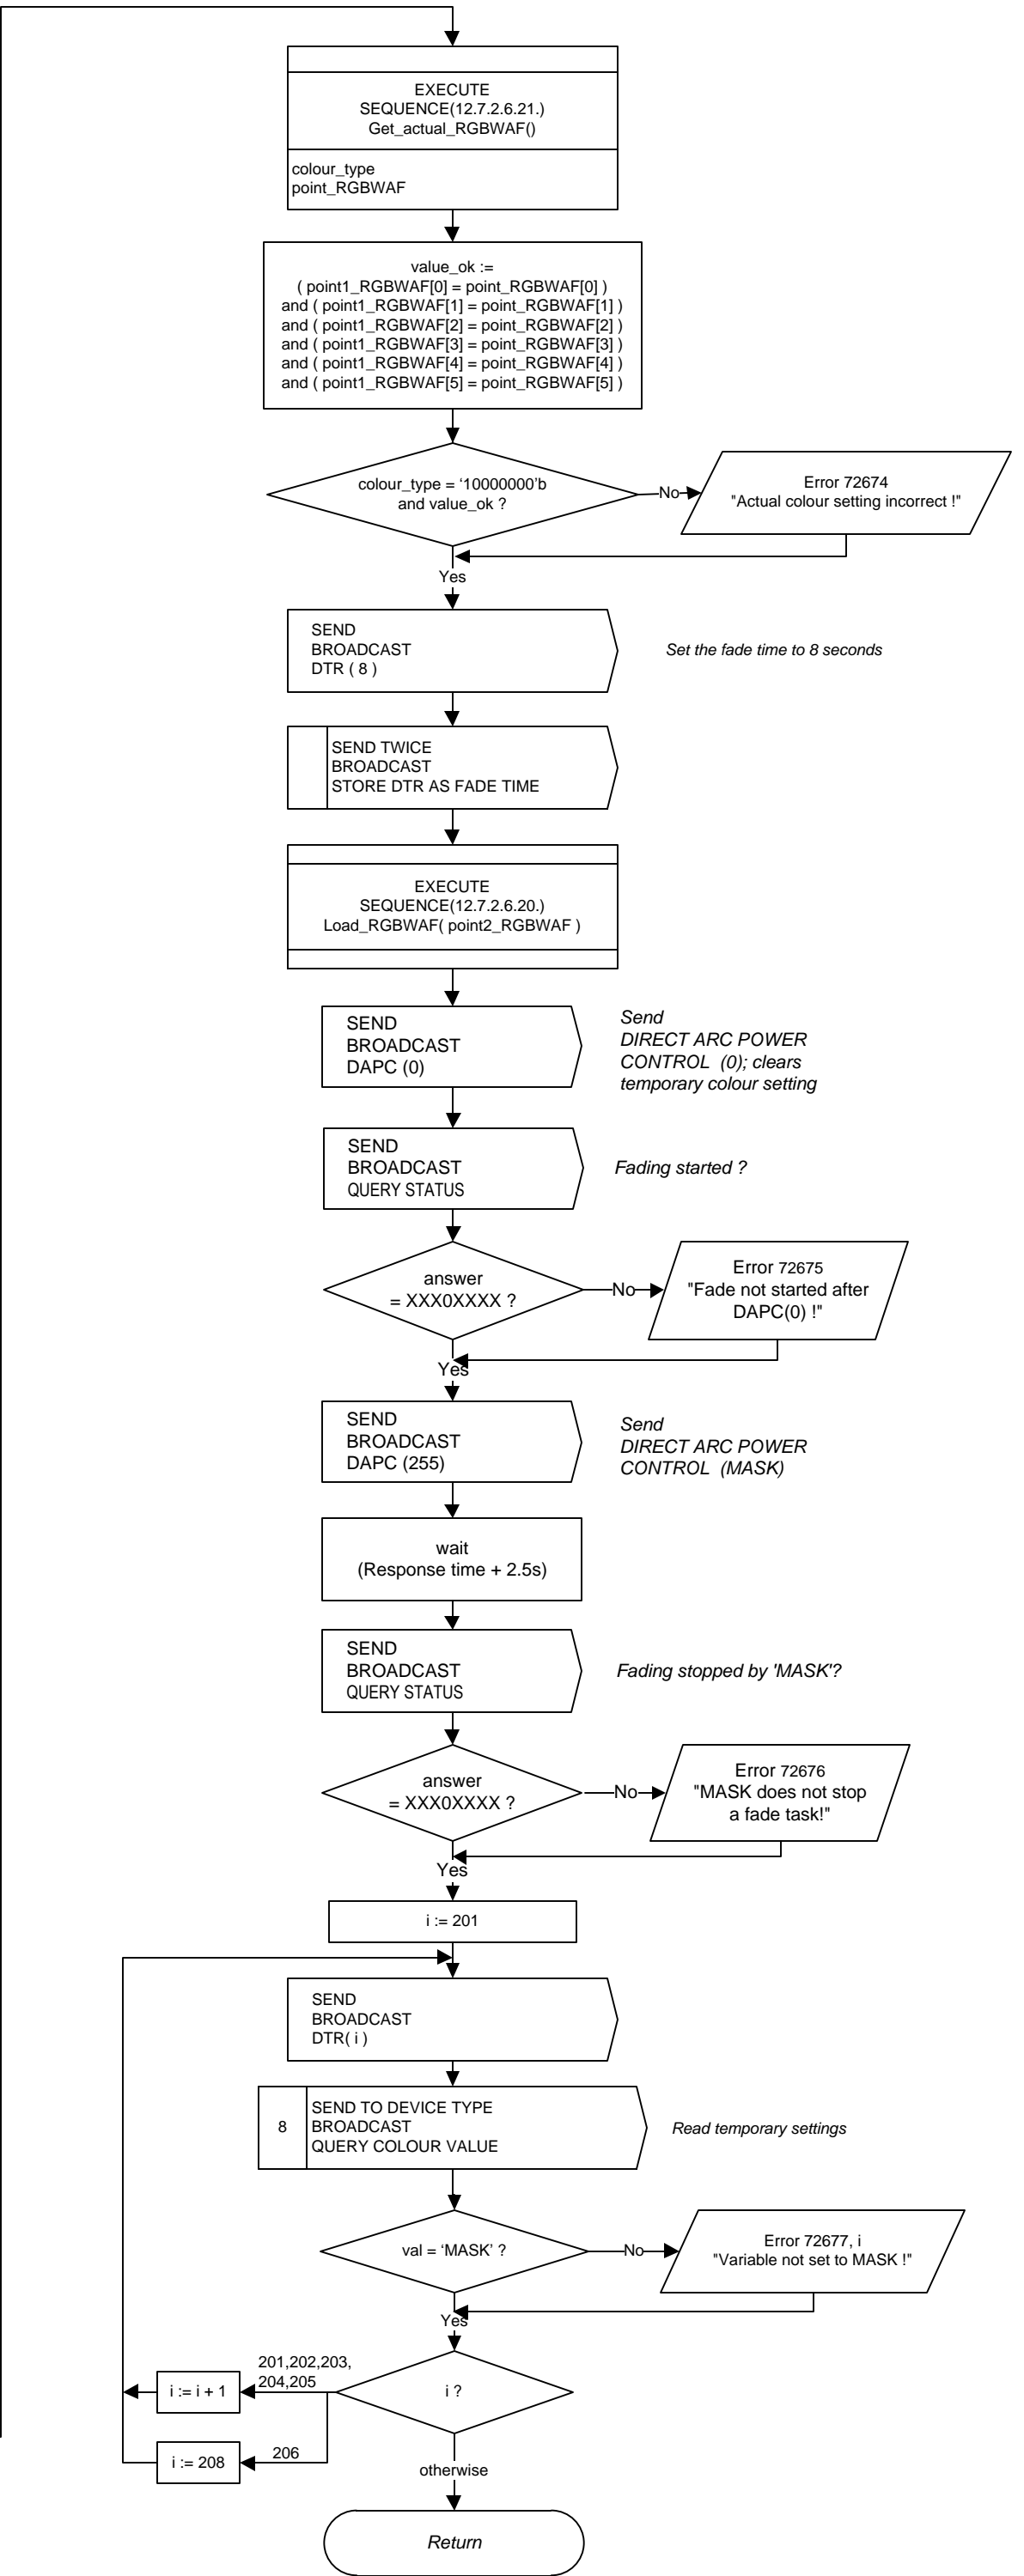 EXECUTE
SEQUENCE(12.7.2.6.21.)
Get_actual_RGBWAF()
colour_type
point_RGBWAF
value_ok :=
( point1_RGBWAF[0] = point_RGBWAF[0] )
and ( point1_RGBWAF[1] = point_RGBWAF[1] )
and ( point1_RGBWAF[2] = point_RGBWAF[2] )
and ( point1_RGBWAF[3] = point_RGBWAF[3] )
and ( point1_RGBWAF[4] = point_RGBWAF[4] )
and ( point1_RGBWAF[5] = point_RGBWAF[5] )
colour_type = ‘10000000’b
and value_ok ?
No
Error 72674
"Actual colour setting incorrect !"
Yes
SEND
BROADCAST
DTR ( 8 )
Set the fade time to 8 seconds
SEND TWICE
BROADCAST
STORE DTR AS FADE TIME
EXECUTE
SEQUENCE(12.7.2.6.20.)
Load_RGBWAF( point2_RGBWAF )
SEND
BROADCAST
DAPC (0)
Send
DIRECT ARC POWER
CONTROL (0); clears
temporary colour setting
SEND
BROADCAST
QUERY STATUS
Fading started ?
answer
= XXX0XXXX ?
No
Error 72675
"Fade not started after
DAPC(0) !"
Yes
SEND
BROADCAST
DAPC (255)
Send
DIRECT ARC POWER
CONTROL (MASK)
wait
(Response time + 2.5s)
SEND
BROADCAST
QUERY STATUS
Fading stopped by 'MASK'?
answer
= XXX0XXXX ?
No
Error 72676
"MASK does not stop
a fade task!"
Yes
i := 201
SEND
BROADCAST
DTR( i )
8
SEND TO DEVICE TYPE
BROADCAST
QUERY COLOUR VALUE
Read temporary settings
val = ‘MASK’ ?
No
Error 72677, i
"Variable not set to MASK !"
Yes
201,202,203,
204,205
i := i + 1
i ?
206
i := 208
otherwise
Return